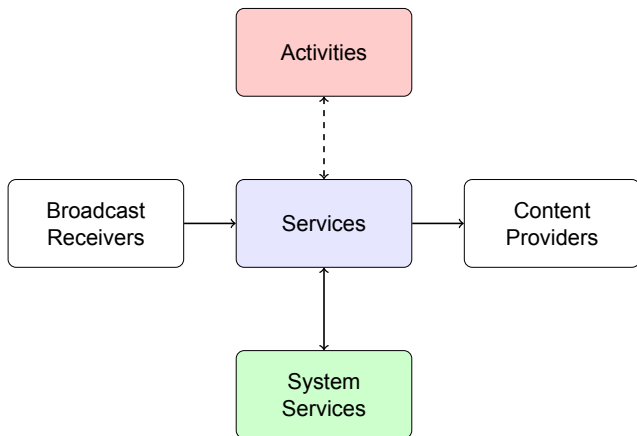 Activities
Broadcast
Receivers
Services
Content
Providers
System
Services